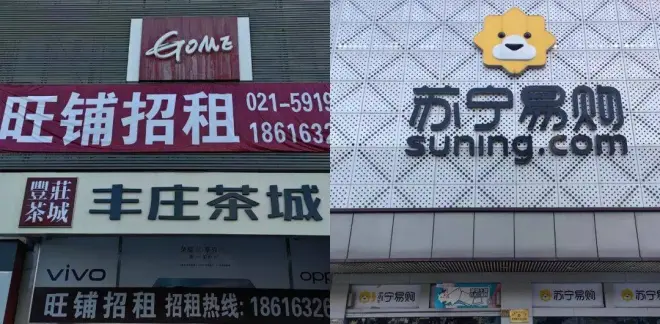 GOME
旺铺招租
021-5919
1861632
豐莊
茶城
丰庄茶城
vivo
opp
旺铺招租 招租热线: 18616326
苏宁易购
suning.com
苏宁易购
苏宁易购
苏宁易购